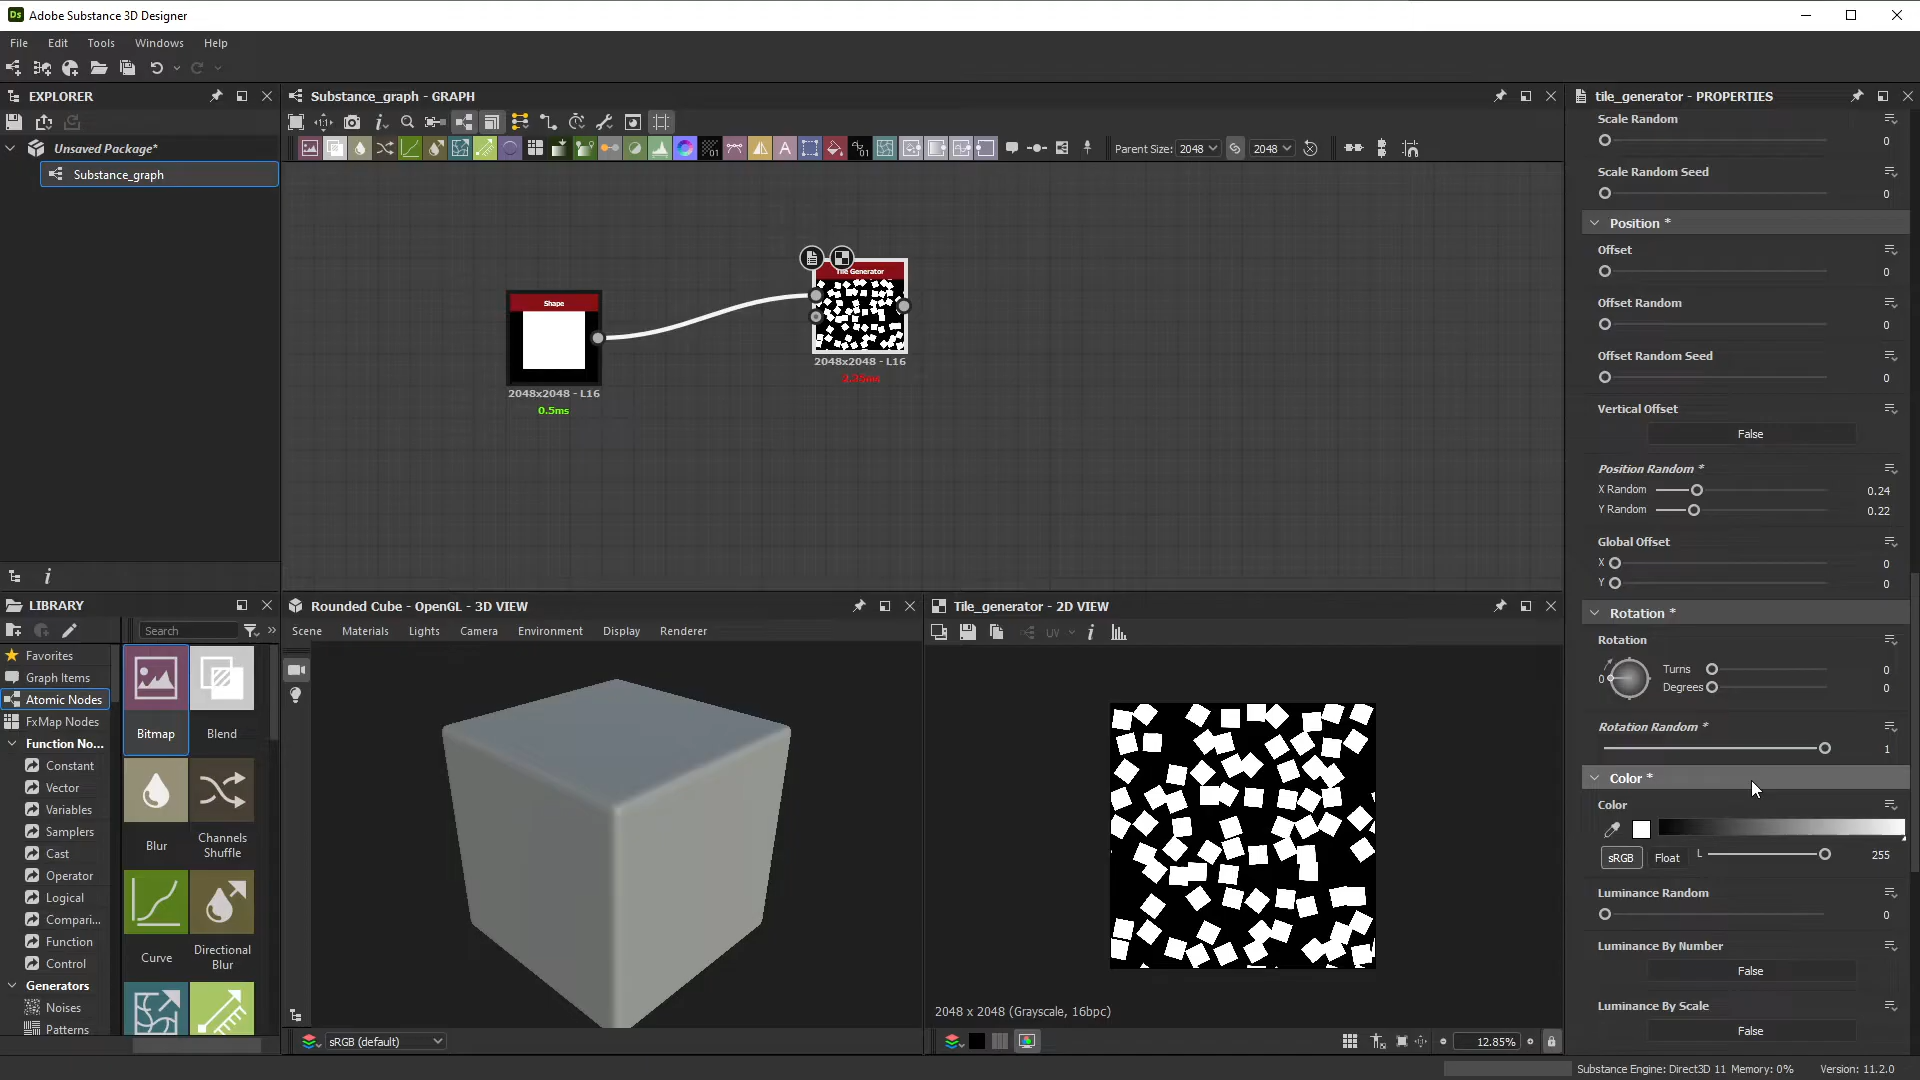 Ds Adobe Substance 3D Designer
File Edit Tools Windows Help
EXPLORER
Unsaved Package*
Substance_graph
Substance_graph - GRAPH
Parent Size: 2048 2048
Shape
2048x2048 - L16
0.5ms
Tile Generator
2048x2048 - L16
LIBRARY
Search
Favorites
Graph Items
Atomic Nodes
FxMap Nodes
Function No...
Constant
Vector
Variables
Samplers
Cast
Operator
Logical
Compari...
Function
Control
Generators
Noises
Patterns
Bitmap
Blend
Blur
Channels
Shuffle
Curve
Directional
Blur
Rounded Cube - OpenGL - 3D VIEW
Scene Materials Lights Camera Environment Display Renderer
sRGB (default)
Tile_generator - 2D VIEW
UV
2048 x 2048 (Grayscale, 16bpc)
12.85%
tile_generator - PROPERTIES
Scale Random
0
Scale Random Seed
0
Position *
Offset
0
Offset Random
0
Offset Random Seed
0
Vertical Offset
False
Position Random *
X Random 0.24
Y Random 0.22
Global Offset
X 0
Y 0
Rotation *
Rotation
0 Turns 0
Degrees 0
Rotation Random *
1
Color *
Color
sRGB Float L 255
Luminance Random
0
Luminance By Number
False
Luminance By Scale
False
Substance Engine: Direct3D 11 Memory: 0% Version: 11.2.0